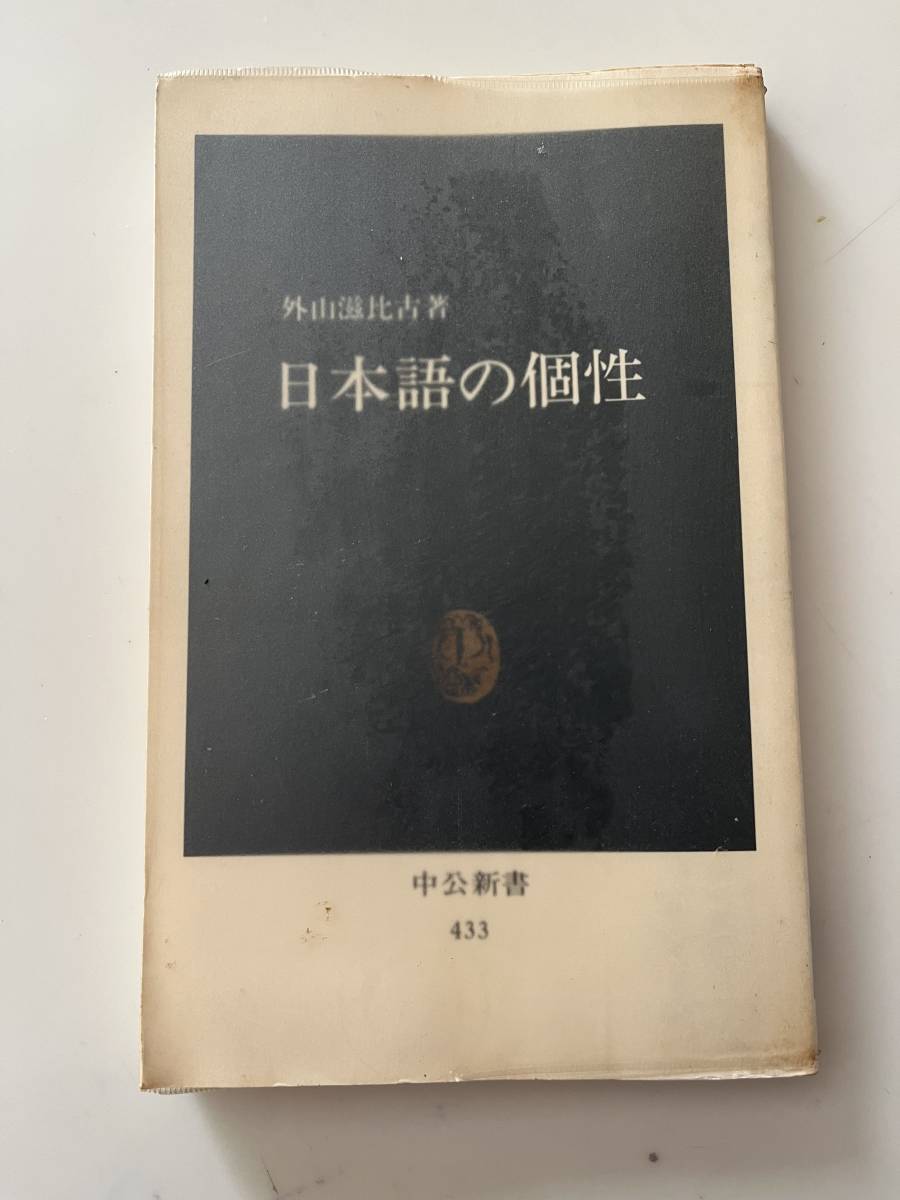 外山滋比古著
日本語の個性
中公新書
433